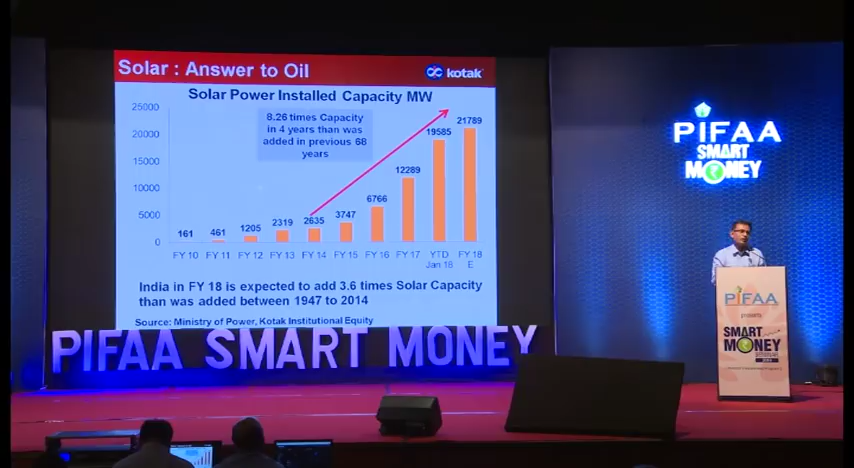 Solar : Answer to Oil
kotak
Solar Power Installed Capacity MW
25000
20000
15000
10000
5000
0
8.26 times Capacity
in 4 years than was
added in previous 68
years
161
461
1205
2319
2635
3747
6766
12289
19585
21789
FY 10
FY 11
FY 12
FY 13
FY 14
FY 15
FY 16
FY 17
YTD
Jan 18
FY 18
E
India in FY 18 is expected to add 3.6 times Solar Capacity
than was added between 1947 to 2014
Source: Ministry of Power, Kotak Institutional Equity
PIFAA SMART MONEY
PIFAA
SMART
M₹NEY
PIFAA
presents
SMART
M₹NEY